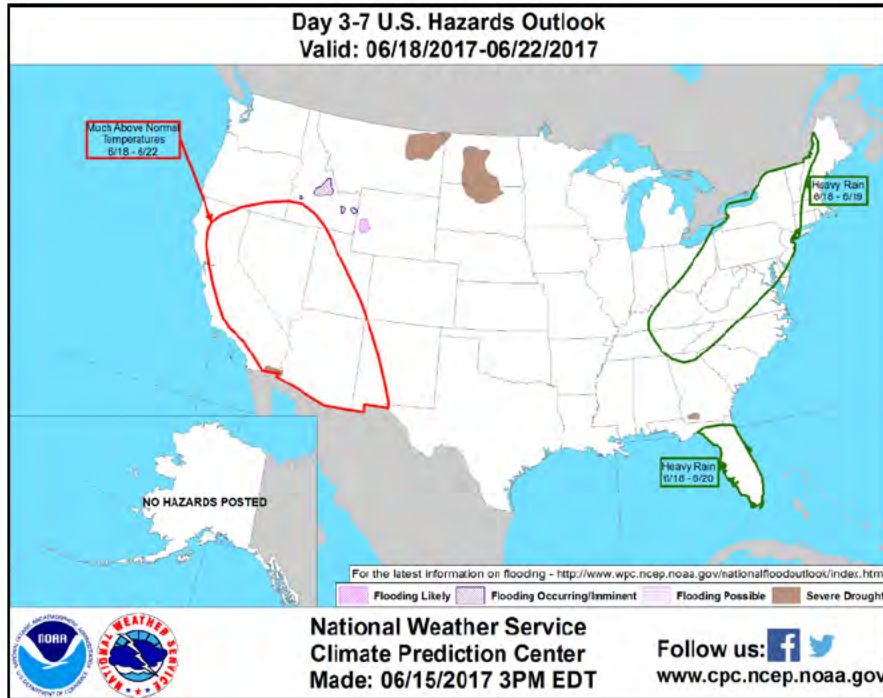 Day 3-7 U.S. Hazards Outlook
Valid: 06/18/2017-06/22/2017
Much Above Normal
Temperatures
6/18 - 6/22
Heavy Rain
6/18 - 6/19
Heavy Rain
6/18 - 6/20
NO HAZARDS POSTED
For the latest information on flooding - http://www.wpc.ncep.noaa.gov/nationalfloodoutlook/index.htm
Flooding Likely
Flooding Occurring/Imminent
Flooding Possible
Severe Drought
NOAA
NATIONAL WEATHER SERVICE
National Weather Service
Climate Prediction Center
Made: 06/15/2017 3PM EDT
Follow us:
www.cpc.ncep.noaa.gov